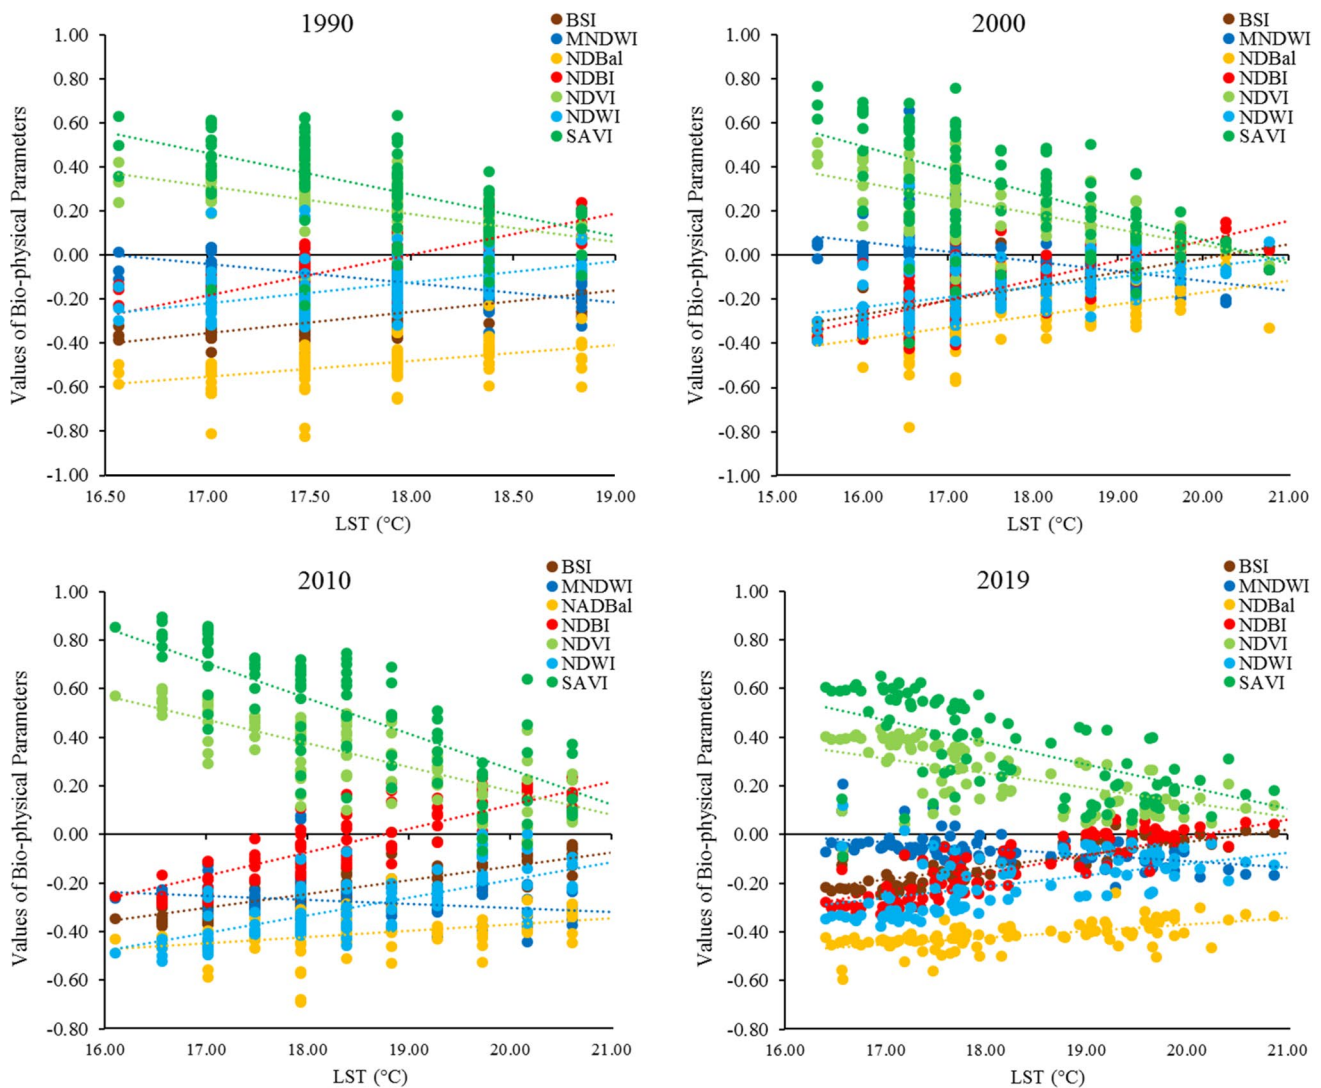 1990
BSI
MNDWI
NDBal
NDBI
NDVI
NDWI
SAVI
1.00
0.80
0.60
0.40
0.20
0.00
-0.20
-0.40
-0.60
-0.80
-1.00
Values of Bio-physical Parameters
16.50 17.00 17.50 18.00 18.50 19.00
LST (°C)
2000
BSI
MNDWI
NDBal
NDBI
NDVI
NDWI
SAVI
1.00
0.80
0.60
0.40
0.20
0.00
-0.20
-0.40
-0.60
-0.80
-1.00
Values of Bio-physical Parameters
15.00 16.00 17.00 18.00 19.00 20.00 21.00
LST (°C)
2010
BSI
MNDWI
NADBal
NDBI
NDVI
NDWI
SAVI
1.00
0.80
0.60
0.40
0.20
0.00
-0.20
-0.40
-0.60
-0.80
Values of Bio-physical Parameters
16.00 17.00 18.00 19.00 20.00 21.00
LST (°C)
2019
BSI
MNDWI
NDBal
NDBI
NDVI
NDWI
SAVI
1.00
0.80
0.60
0.40
0.20
0.00
-0.20
-0.40
-0.60
-0.80
Values of Bio-physical Parameters
16.00 17.00 18.00 19.00 20.00 21.00
LST (°C)